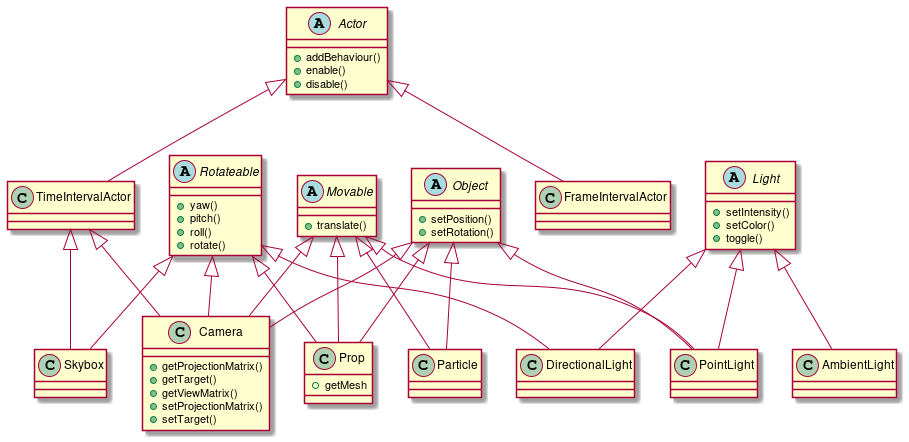 A Actor
addBehaviour()
enable()
disable()
C TimeIntervalActor
A Rotateable
yaw()
pitch()
roll()
rotate()
A Movable
translate()
A Object
setPosition()
setRotation()
C FrameIntervalActor
A Light
setIntensity()
setColor()
toggle()
C Skybox
C Camera
getProjectionMatrix()
getTarget()
getViewMatrix()
setProjectionMatrix()
setTarget()
C Prop
getMesh
C Particle
C DirectionalLight
C PointLight
C AmbientLight